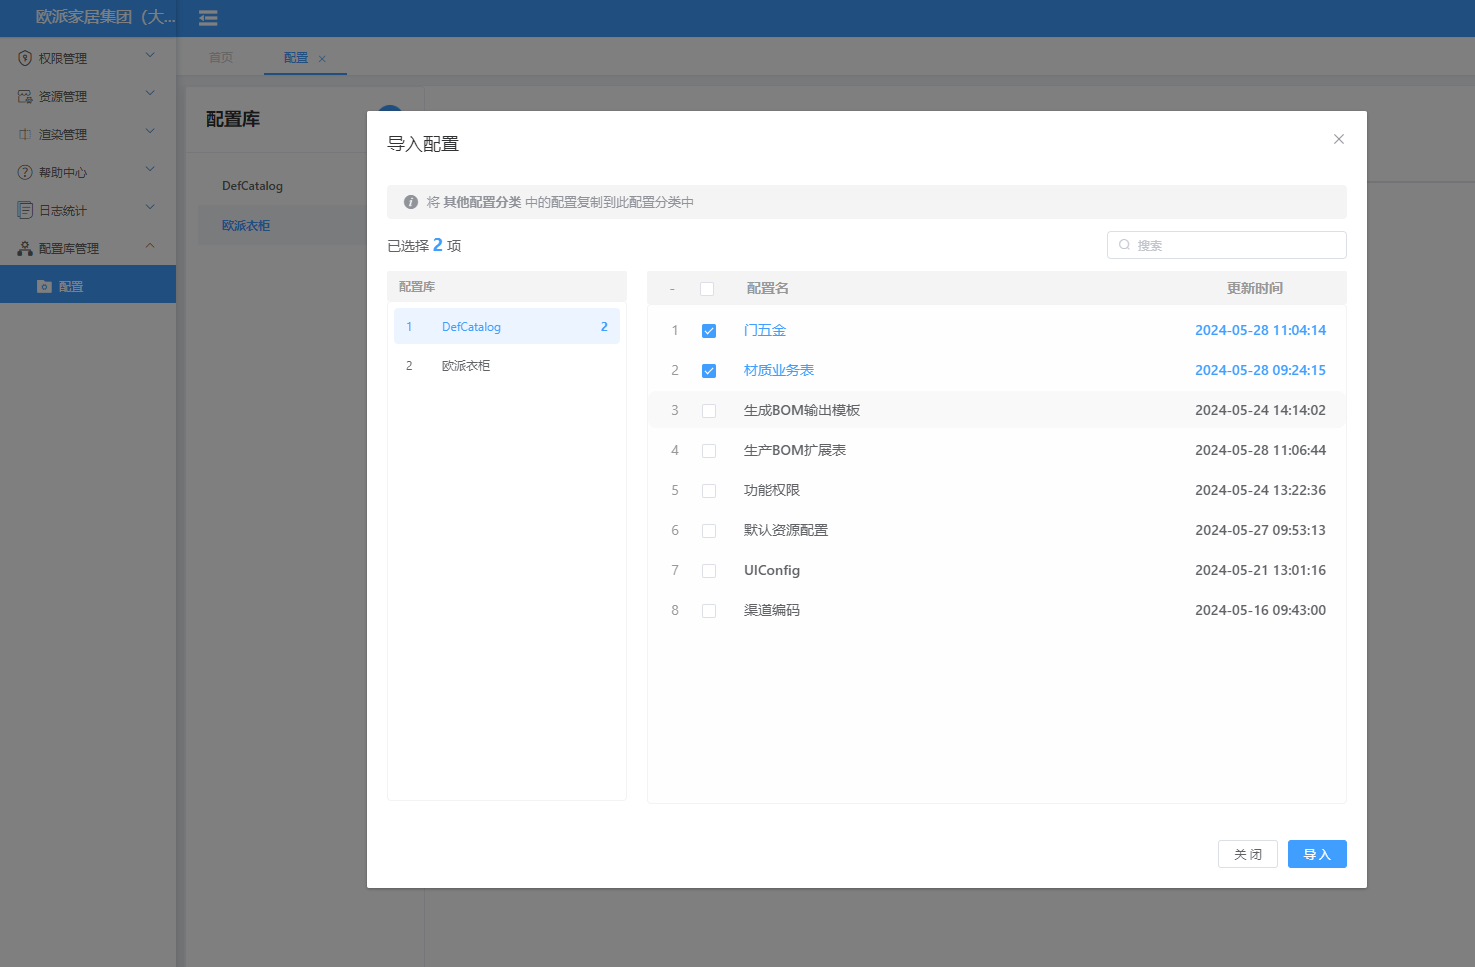 欧派家居集团（大...
首页
配置
权限管理
资源管理
渲染管理
帮助中心
日志统计
配置库管理
配置
配置库
DefCatalog
欧派衣柜
导入配置
将 其他配置分类 中的配置复制到此配置分类中
已选择 2 项
搜索
配置库
1 DefCatalog 2
2 欧派衣柜
- 配置名 更新时间
1 门五金 2024-05-28 11:04:14
2 材质业务表 2024-05-28 09:24:15
3 生成BOM输出模板 2024-05-24 14:14:02
4 生产BOM扩展表 2024-05-28 11:06:44
5 功能权限 2024-05-24 13:22:36
6 默认资源配置 2024-05-27 09:53:13
7 UIConfig 2024-05-21 13:01:16
8 渠道编码 2024-05-16 09:43:00
关闭
导入